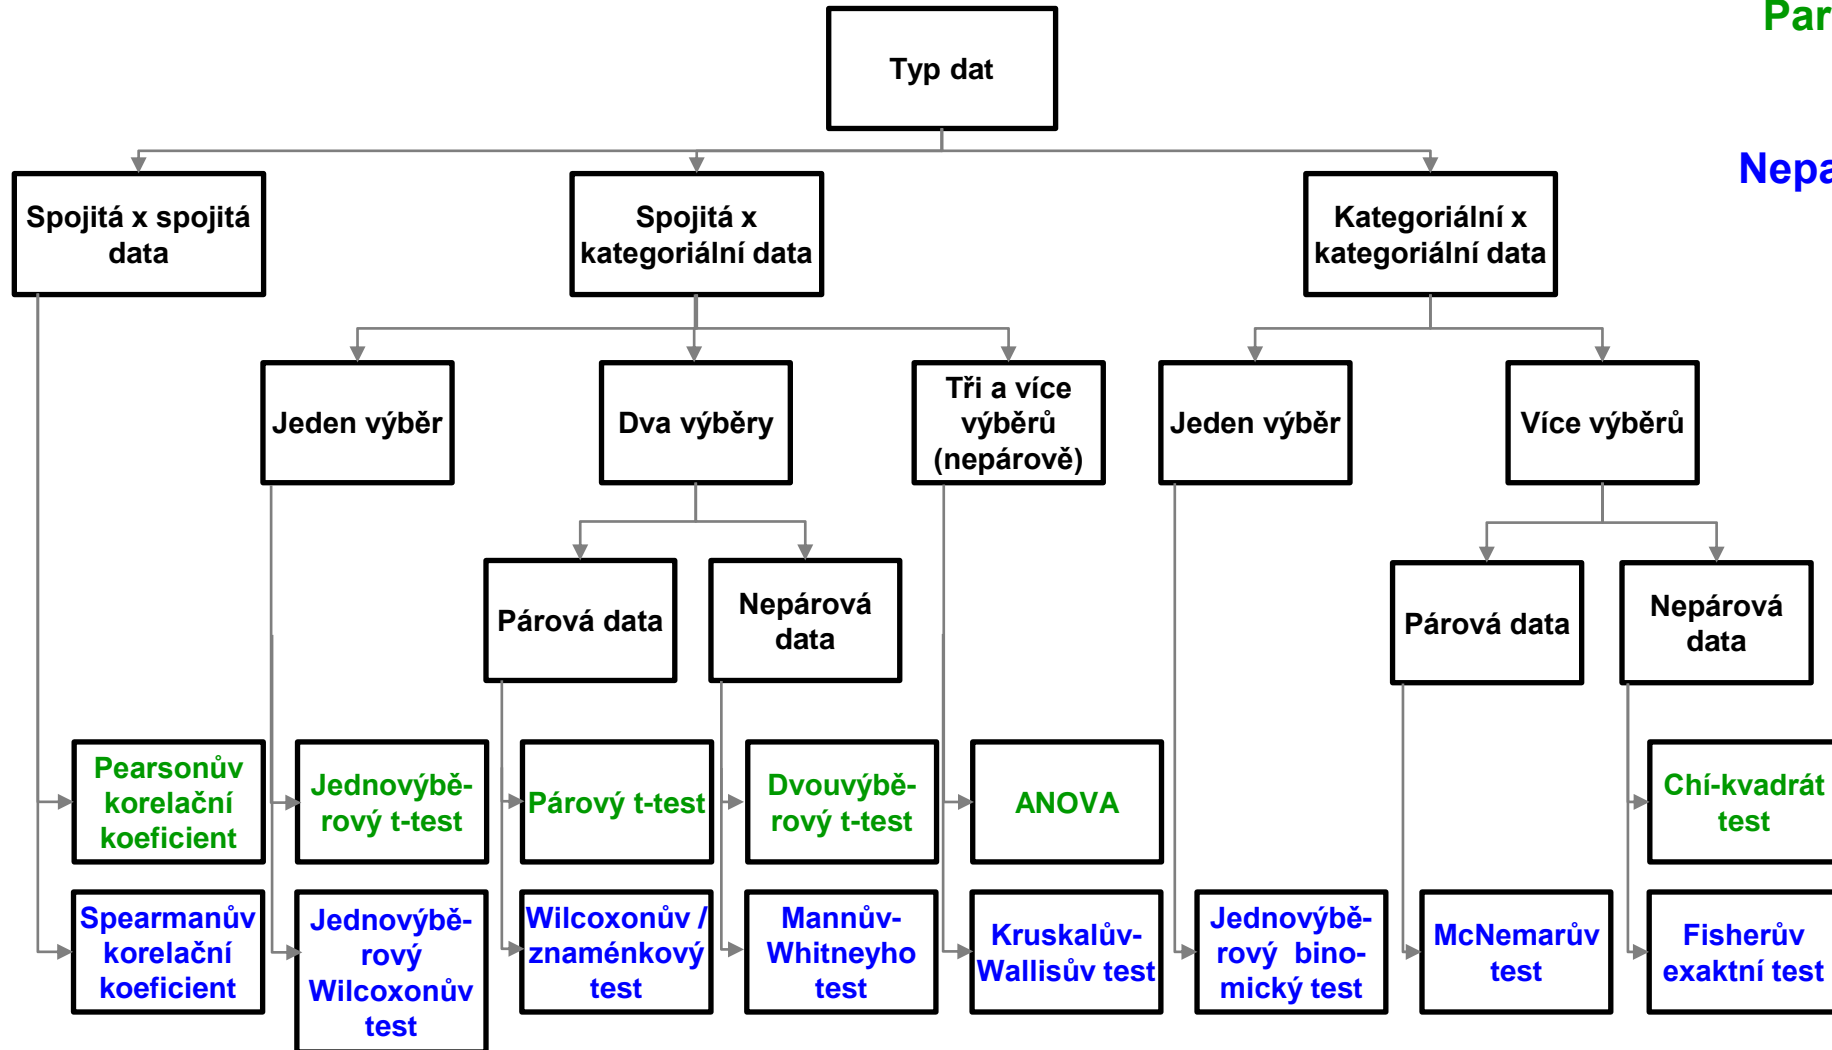 Par
Typ dat
Nepa
Spojitá x spojitá
data
Spojitá x
kategoriální data
Kategoriální x
kategoriální data
Jeden výběr
Dva výběry
Tři a více
výběrů
(nepárově)
Jeden výběr
Více výběrů
Párová data
Nepárová
data
Párová data
Nepárová
data
Pearsonův
korelační
koeficient
Jednovýbě-
rový t-test
Párový t-test
Dvouvýbě-
rový t-test
ANOVA
Chí-kvadrát
test
Spearmanův
korelační
koeficient
Jednovýbě-
rový
Wilcoxonův
test
Wilcoxonův /
znaménkový
test
Mannův-
Whitneyho
test
Kruskalův-
Wallisův test
Jednovýbě-
rový bino-
mický test
McNemarův
test
Fisherův
exaktní test